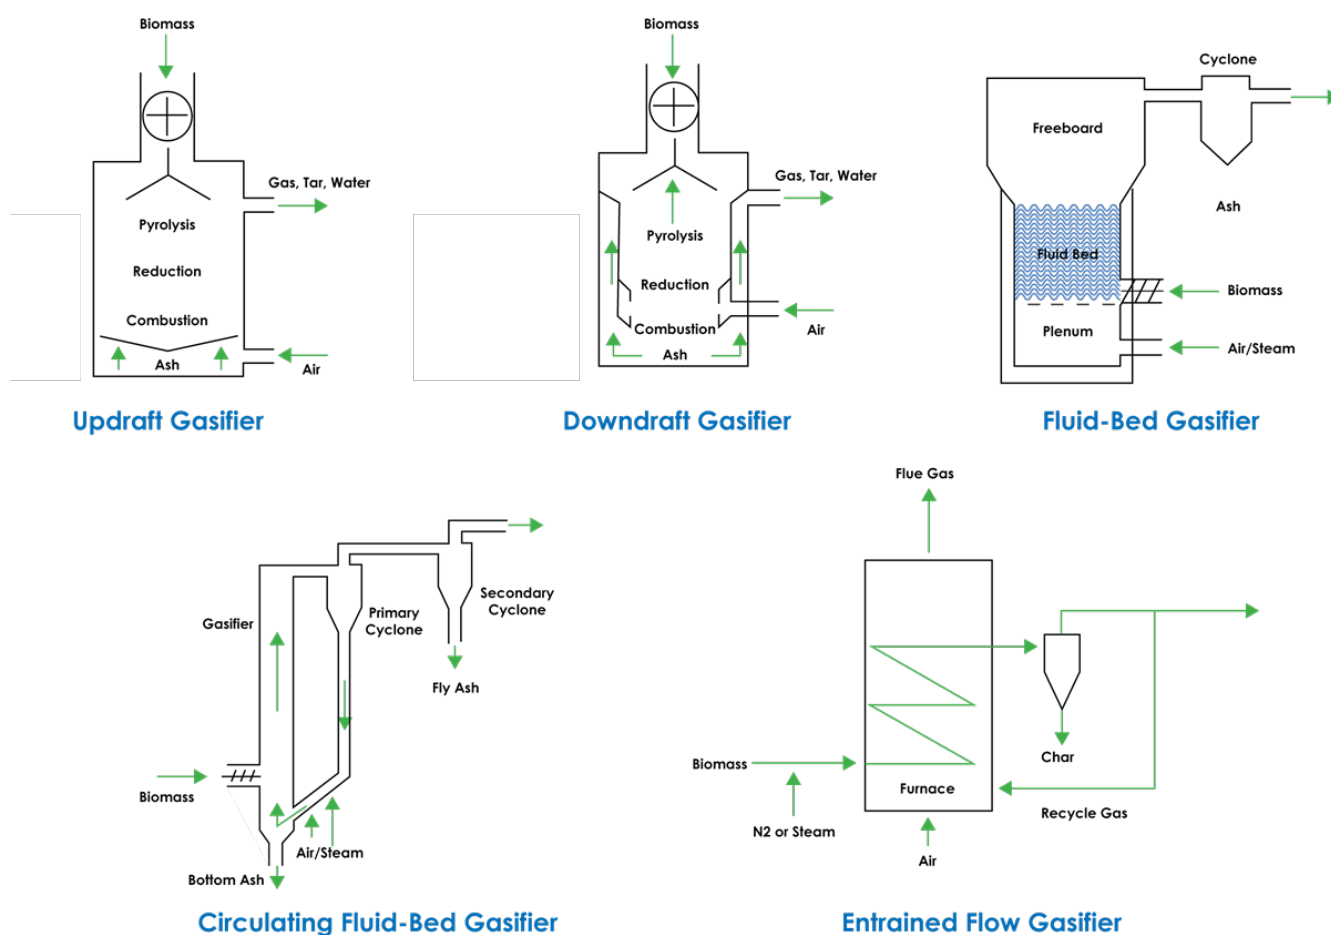 Biomass
Gas, Tar, Water
Pyrolysis
Reduction
Combustion
Ash
Air
Updraft Gasifier
Biomass
Gas, Tar, Water
Pyrolysis
Reduction
Combustion
Air
Ash
Downdraft Gasifier
Cyclone
Freeboard
Ash
Fluid Bed
Biomass
Plenum
Air/Steam
Fluid-Bed Gasifier
Gasifier
Primary
Cyclone
Secondary
Cyclone
Fly Ash
Biomass
Air/Steam
Bottom Ash
Circulating Fluid-Bed Gasifier
Flue Gas
Biomass
Char
Furnace
Recycle Gas
N2 or Steam
Air
Entrained Flow Gasifier